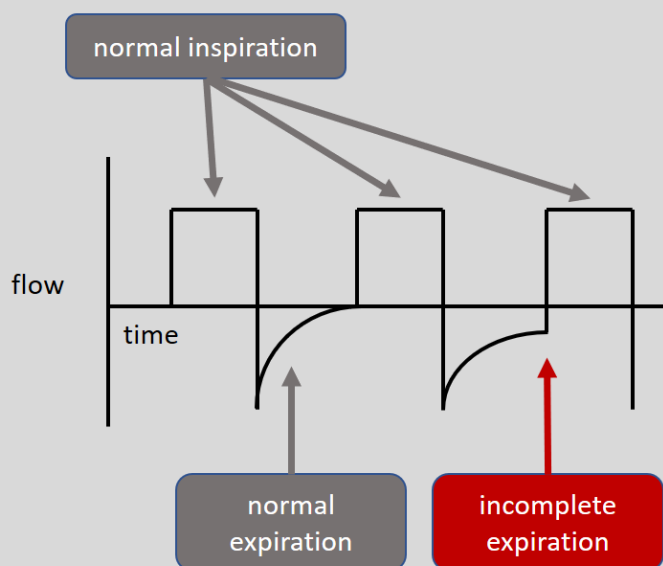 normal inspiration
flow
time
normal
expiration
incomplete
expiration